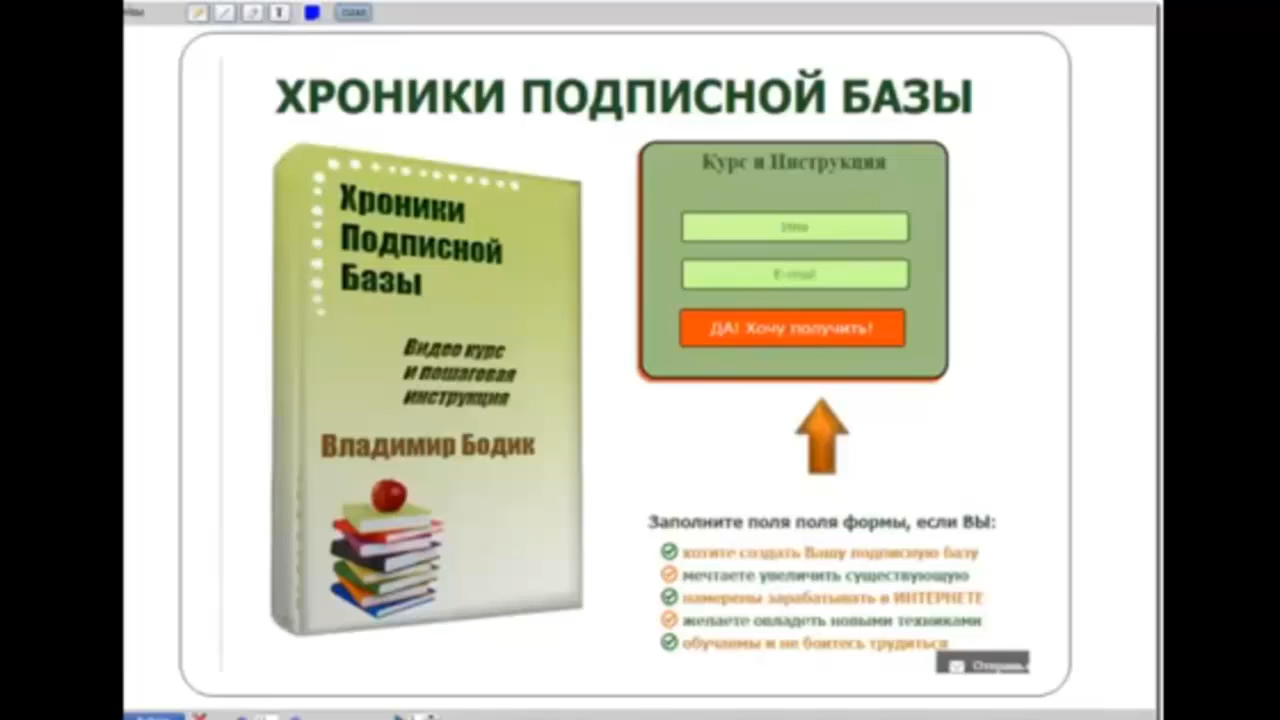 ХРОНИКИ ПОДПИСНОЙ БАЗЫ
Хроники
Подписной
Базы
Видео курс
и пошаговая
инструкция
Владимир Бодик
Курс и Инструкция
Имя
E-mail
ДА! Хочу получить!
Заполните поля поля формы, если ВЫ:
хотите создать Вашу подписную базу
мечтаете увеличить существующую
намерены зарабатывать в ИНТЕРНЕТЕ
желаете овладеть новыми техниками
обучаемы и не боитесь трудиться